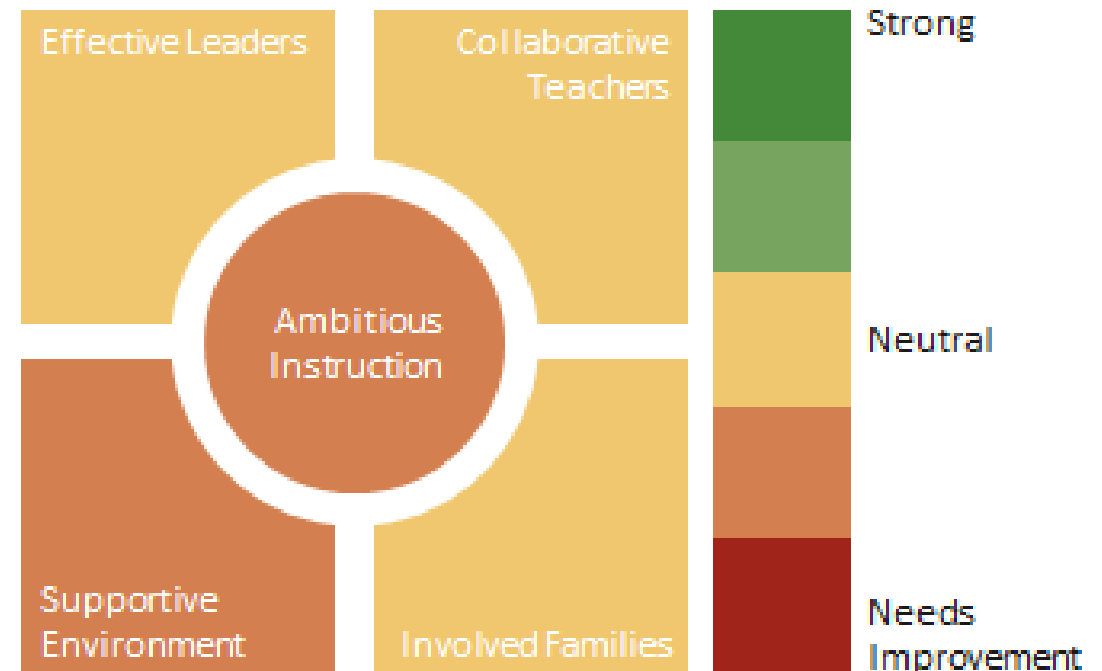 Effective Leaders
Collaborative
Teachers
Ambitious
Instruction
Supportive
Environment
Involved Families
Strong
Neutral
Needs
Improvement